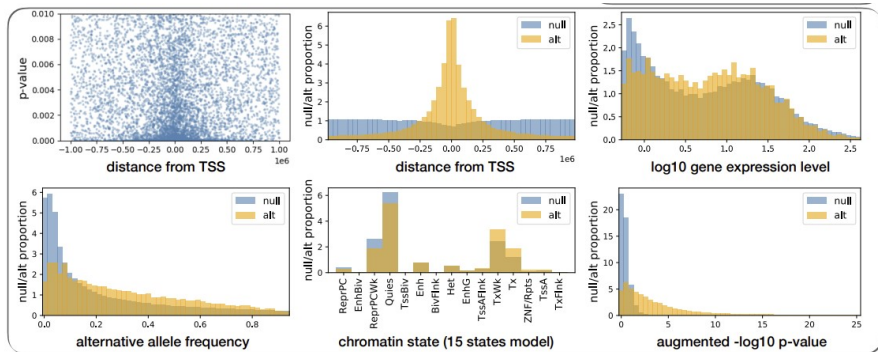 0.010
0.008
0.006
0.004
0.002
0.000
p-value
−1.00 −0.75 −0.50 −0.25 0.00 0.25 0.50 0.75 1.00
1e6
distance from TSS
null/alt proportion
6
5
4
3
2
1
0
null
alt
−0.75 −0.50 −0.25 0.00 0.25 0.50 0.75
1e6
distance from TSS
null/alt proportion
2.5
2.0
1.5
1.0
0.5
0.0
null
alt
0.0 0.5 1.0 1.5 2.0 2.5
log10 gene expression level
null/alt proportion
6
5
4
3
2
1
0
null
alt
0.0 0.2 0.4 0.6 0.8
alternative allele frequency
null/alt proportion
6
4
2
0
null
alt
ReprPC
EnhBiv
ReprPCWk
Quies
TssBiv
Enh
BivFlnk
Het
EnhG
TssAFlnk
TxWk
Tx
ZNF/Rpts
TssA
TxFlnk
chromatin state (15 states model)
null/alt proportion
20
15
10
5
0
null
alt
0 5 10 15 20 25
augmented -log10 p-value